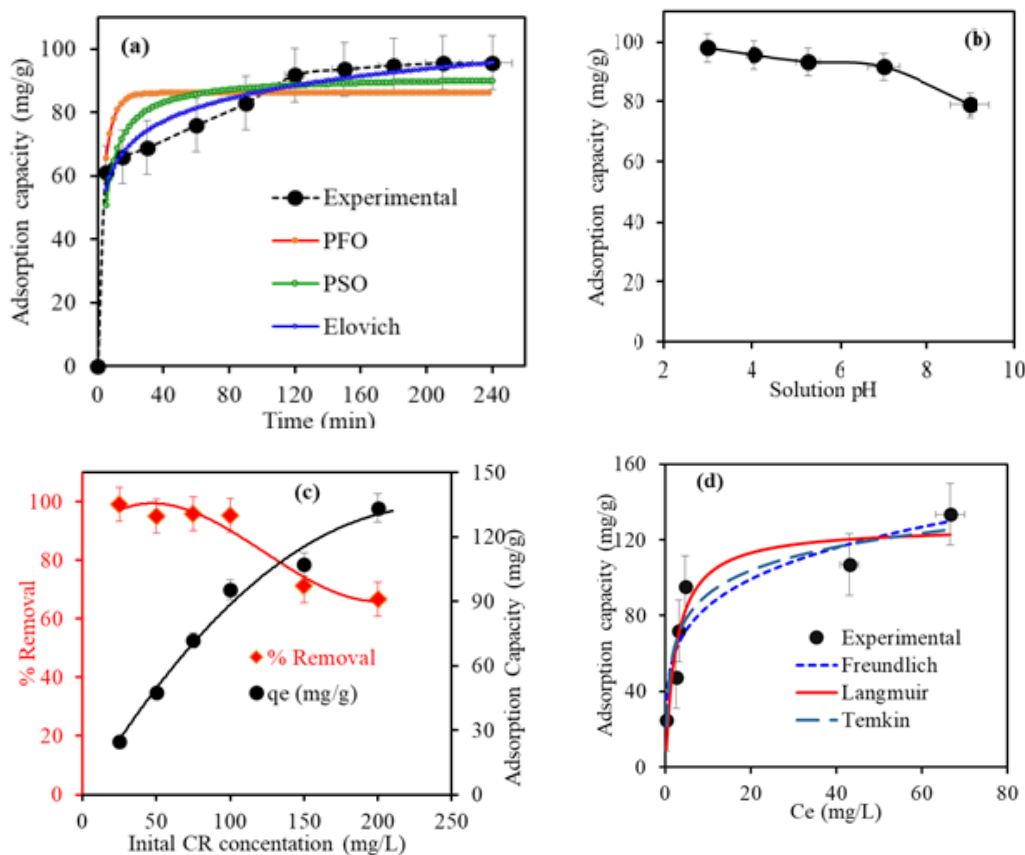 (a)
Adsorption capacity (mg/g)
100
80
60
40
20
0
Experimental
PFO
PSO
Elovich
0 40 80 120 160 200 240
Time (min)
(b)
Adsorption capacity (mg/g)
100
80
60
40
20
0
2 4 6 8 10
Solution pH
(c)
% Removal
100
80
60
40
20
0
150
120
90
60
30
0
Adsorption Capacity (mg/g)
% Removal
qe (mg/g)
0 50 100 150 200 250
Inital CR concentation (mg/L)
(d)
Adsorption capacity (mg/g)
160
120
80
40
0
Experimental
Freundlich
Langmuir
Temkin
0 20 40 60 80
Ce (mg/L)